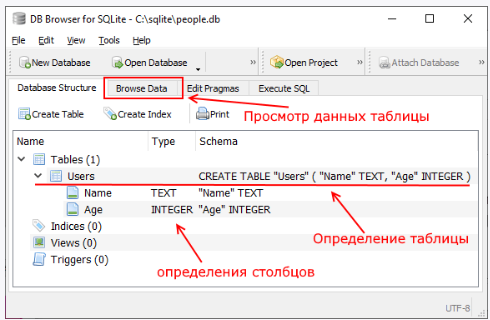 DB Browser for SQLite - C:\sqlite\people.db
File Edit View Tools Help
New Database Open Database » Open Project » Attach Database »
Database Structure Browse Data Edit Pragmas Execute SQL
Create Table Create Index Print
Просмотр данных таблицы
Name Type Schema
Tables (1)
Users CREATE TABLE "Users" ( "Name" TEXT, "Age" INTEGER )
Name TEXT "Name" TEXT
Age INTEGER "Age" INTEGER
Indices (0)
Определение таблицы
Views (0)
Triggers (0)
определения столбцов
UTF-8